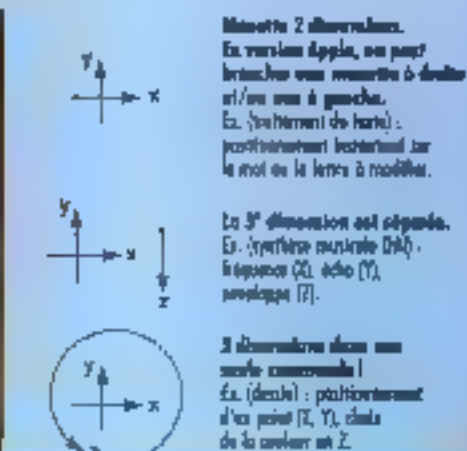 Manette 2 dimensions.
En version Apple, on peut
brancher une manette à droite
et/ou une à gauche.
Ex. (traitement de texte) :
positionnement horizontal sur
le mot ou la lettre à modifier.
y
x
La 3e dimension est séparée.
Ex. (synthèse musicale) :
fréquence (X), écho (Y),
enveloppe (Z).
y
x
z
3 dimensions dans une
seule commande !
Ex. (dessin) : positionnement
d'un point (X, Y), choix
de la couleur en Z.
y
x